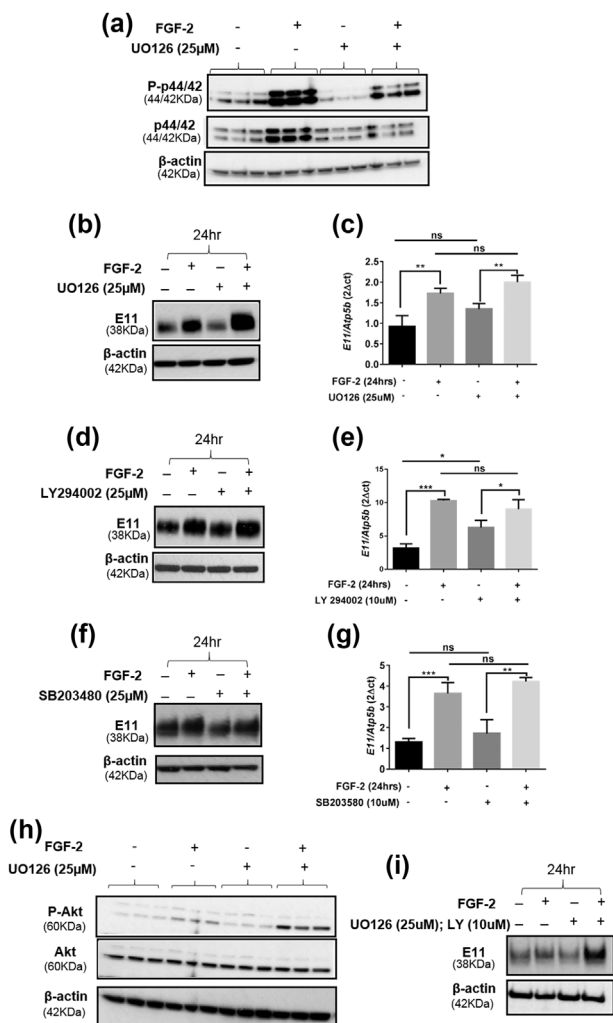 (a)
FGF-2 - + - +
UO126 (25μM) - - + +
P-p44/42
(44/42KDa)
p44/42
(44/42KDa)
β-actin
(42KDa)
(b)
24hr
FGF-2 - + - +
UO126 (25μM) - - + +
E11
(38KDa)
β-actin
(42KDa)
(c)
ns
ns
** **
E11/Atp5b (2Δct)
2.5
2.0
1.5
1.0
0.5
0.0
FGF-2 (24hrs) - + - +
UO126 (25uM) - - + +
(d)
24hr
FGF-2 - + - +
LY294002 (25μM) - - + +
E11
(38KDa)
β-actin
(42KDa)
(e)
*
ns
*** *
E11/Atp5b (2Δct)
15
10
5
0
FGF-2 (24hrs) - + - +
LY 294002 (10uM) - - + +
(f)
24hr
FGF-2 - + - +
SB203480 (25μM) - - + +
E11
(38KDa)
β-actin
(42KDa)
(g)
ns
ns
*** **
E11/Atp5b (2Δct)
6
4
2
0
FGF-2 (24hrs) - + - +
SB203480 (10uM) - - + +
(h)
FGF-2 - + - +
UO126 (25μM) - - + +
P-Akt
(60KDa)
Akt
(60KDa)
β-actin
(42KDa)
(i)
24hr
FGF-2 - + - +
UO126 (25uM); LY (10uM) - - + +
E11
(38KDa)
β-actin
(42KDa)